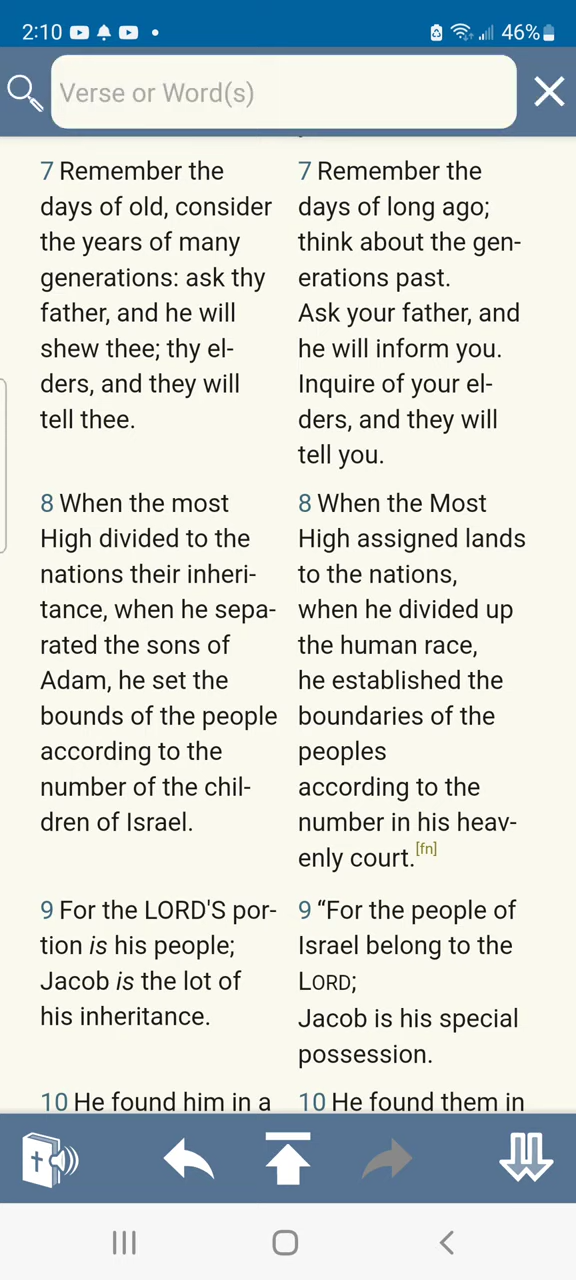 2:10
46%
Verse or Word(s)
7 Remember the
days of old, consider
the years of many
generations: ask thy
father, and he will
shew thee; thy el-
ders, and they will
tell thee.
8 When the most
High divided to the
nations their inheri-
tance, when he sepa-
rated the sons of
Adam, he set the
bounds of the people
according to the
number of the chil-
dren of Israel.
9 For the LORD'S por-
tion is his people;
Jacob is the lot of
his inheritance.
10 He found him in a
7 Remember the
days of long ago;
think about the gen-
erations past.
Ask your father, and
he will inform you.
Inquire of your el-
ders, and they will
tell you.
8 When the Most
High assigned lands
to the nations,
when he divided up
the human race,
he established the
boundaries of the
peoples
according to the
number in his heav-
enly court.[fn]
9 “For the people of
Israel belong to the
LORD;
Jacob is his special
possession.
10 He found them in